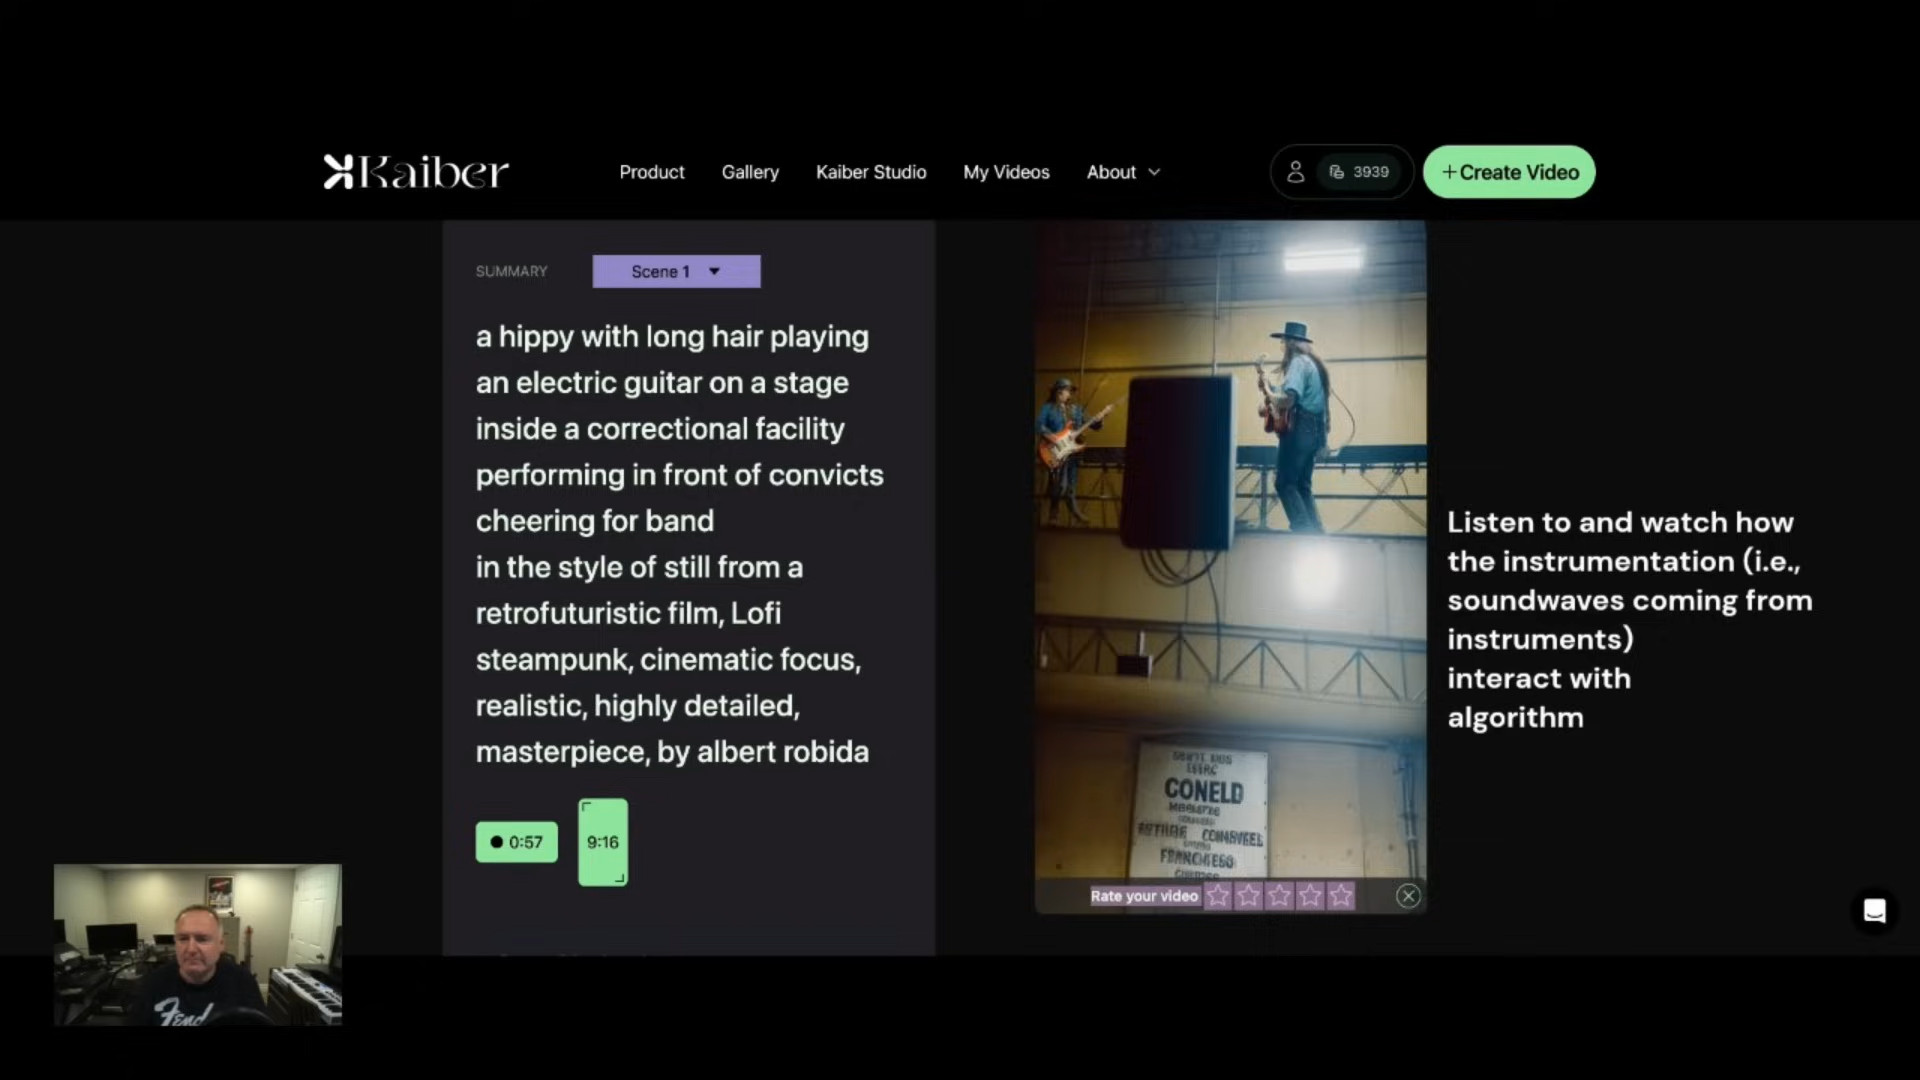 Kaiber
Product
Gallery
Kaiber Studio
My Videos
About
3939
+Create Video
SUMMARY
Scene 1
a hippy with long hair playing
an electric guitar on a stage
inside a correctional facility
performing in front of convicts
cheering for band
in the style of still from a
retrofuturistic film, Lofi
steampunk, cinematic focus,
realistic, highly detailed,
masterpiece, by albert robida
0:57
9:16
CONELD
Rate your video
Listen to and watch how
the instrumentation (i.e.,
soundwaves coming from
instruments)
interact with
algorithm
Fend